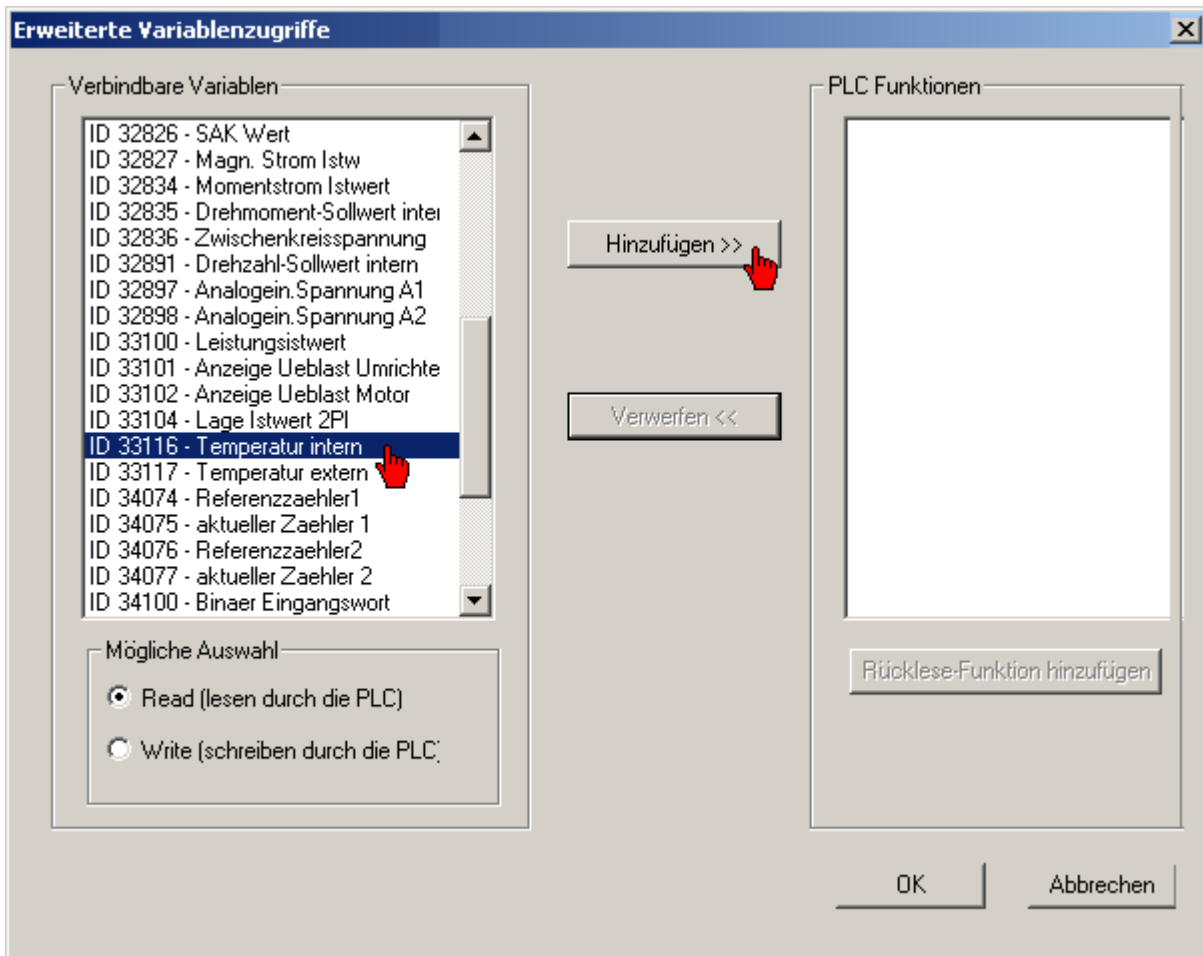 Erweiterte Variablenzugriffe
Verbindbare Variablen
ID 32826 - SAK Wert
ID 32827 - Magn. Strom Istw
ID 32834 - Momentstrom Istwert
ID 32835 - Drehmoment-Sollwert inter
ID 32836 - Zwischenkreisspannung
ID 32891 - Drehzahl-Sollwert intern
ID 32897 - Analogein.Spannung A1
ID 32898 - Analogein.Spannung A2
ID 33100 - Leistungsistwert
ID 33101 - Anzeige Ueblast Umrichte
ID 33102 - Anzeige Ueblast Motor
ID 33104 - Lage Istwert 2PI
ID 33116 - Temperatur intern
ID 33117 - Temperatur extern
ID 34074 - Referenzzaehler1
ID 34075 - aktueller Zaehler 1
ID 34076 - Referenzzaehler2
ID 34077 - aktueller Zaehler 2
ID 34100 - Binaer Eingangswort
Mögliche Auswahl
Read (lesen durch die PLC)
Write (schreiben durch die PLC)
Hinzufügen >>
Verwerfen <<
PLC Funktionen
Rücklese-Funktion hinzufügen
OK
Abbrechen